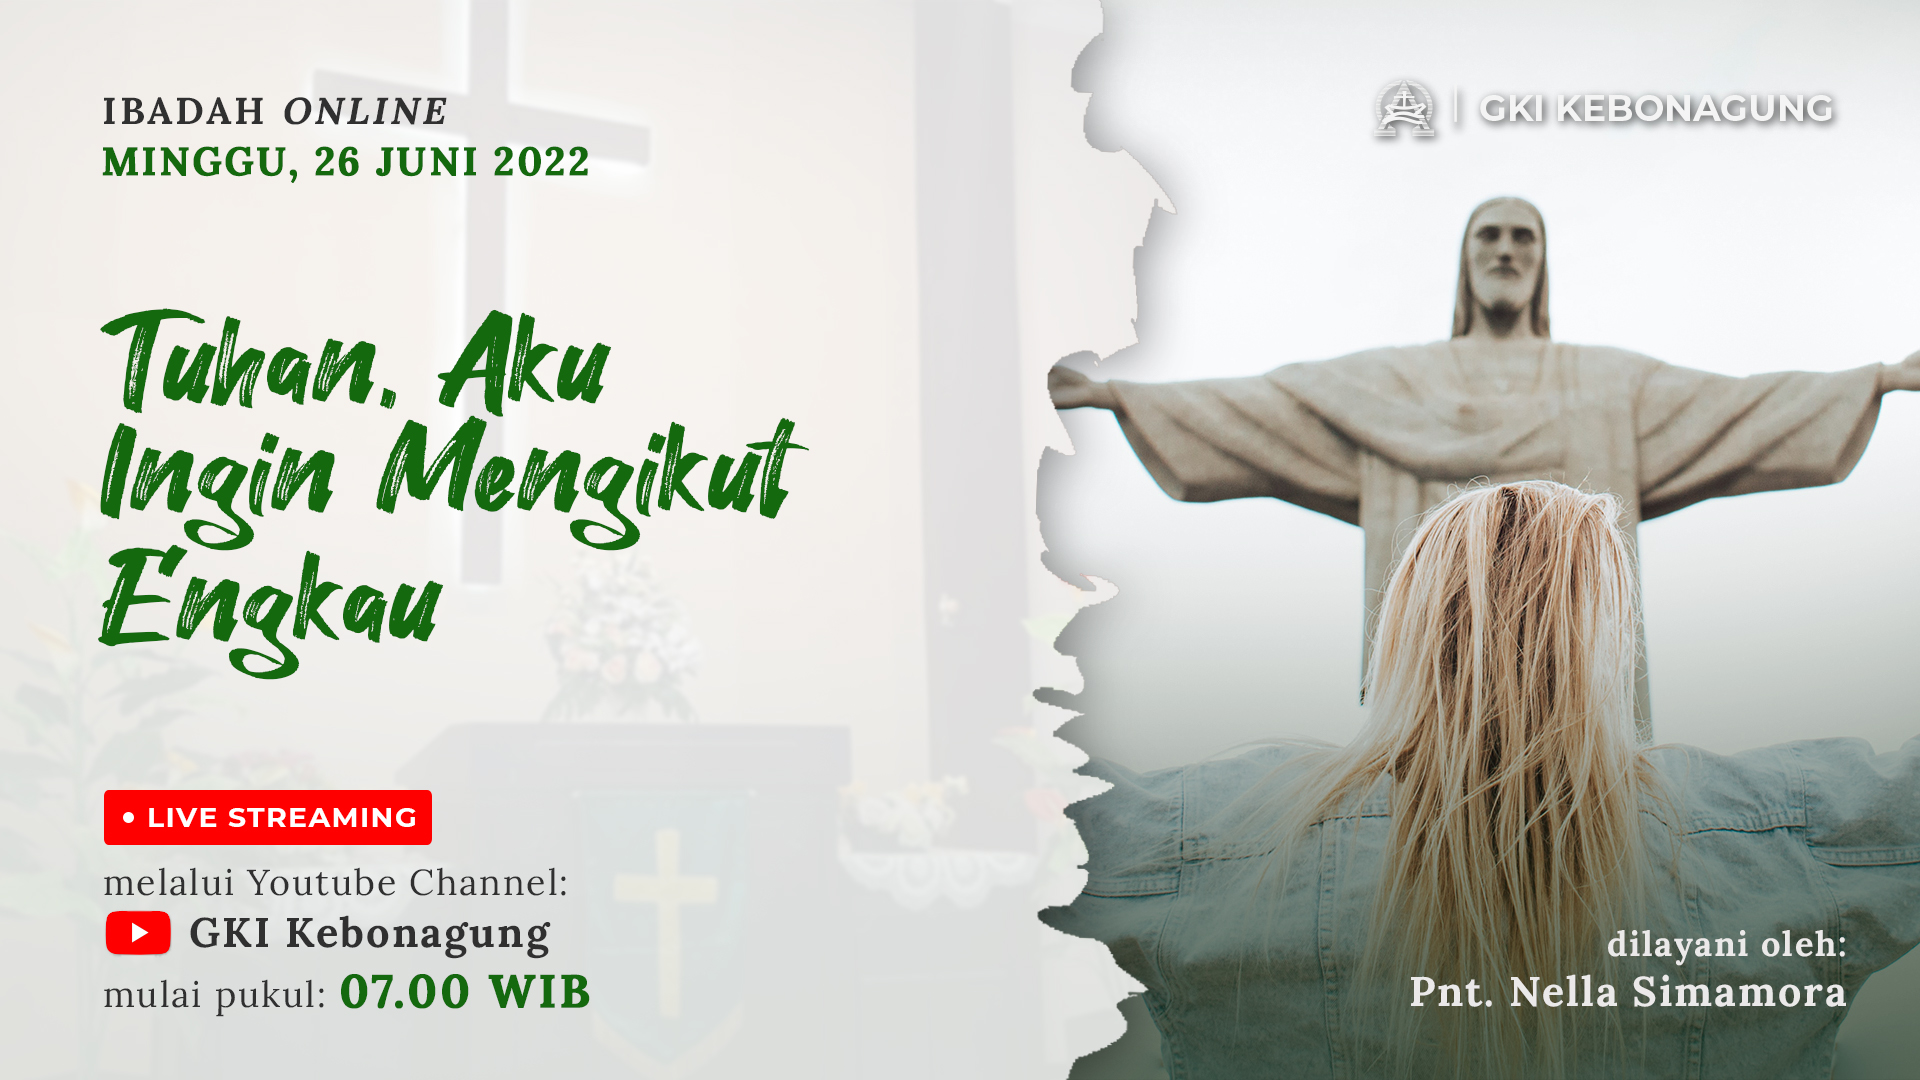 IBADAH ONLINE
MINGGU, 26 JUNI 2022
GKI KEBONAGUNG
Tuhan, Aku
Ingin Mengikut
Engkau
• LIVE STREAMING
melalui Youtube Channel:
GKI Kebonagung
mulai pukul: 07.00 WIB
dilayani oleh:
Pnt. Nella Simamora